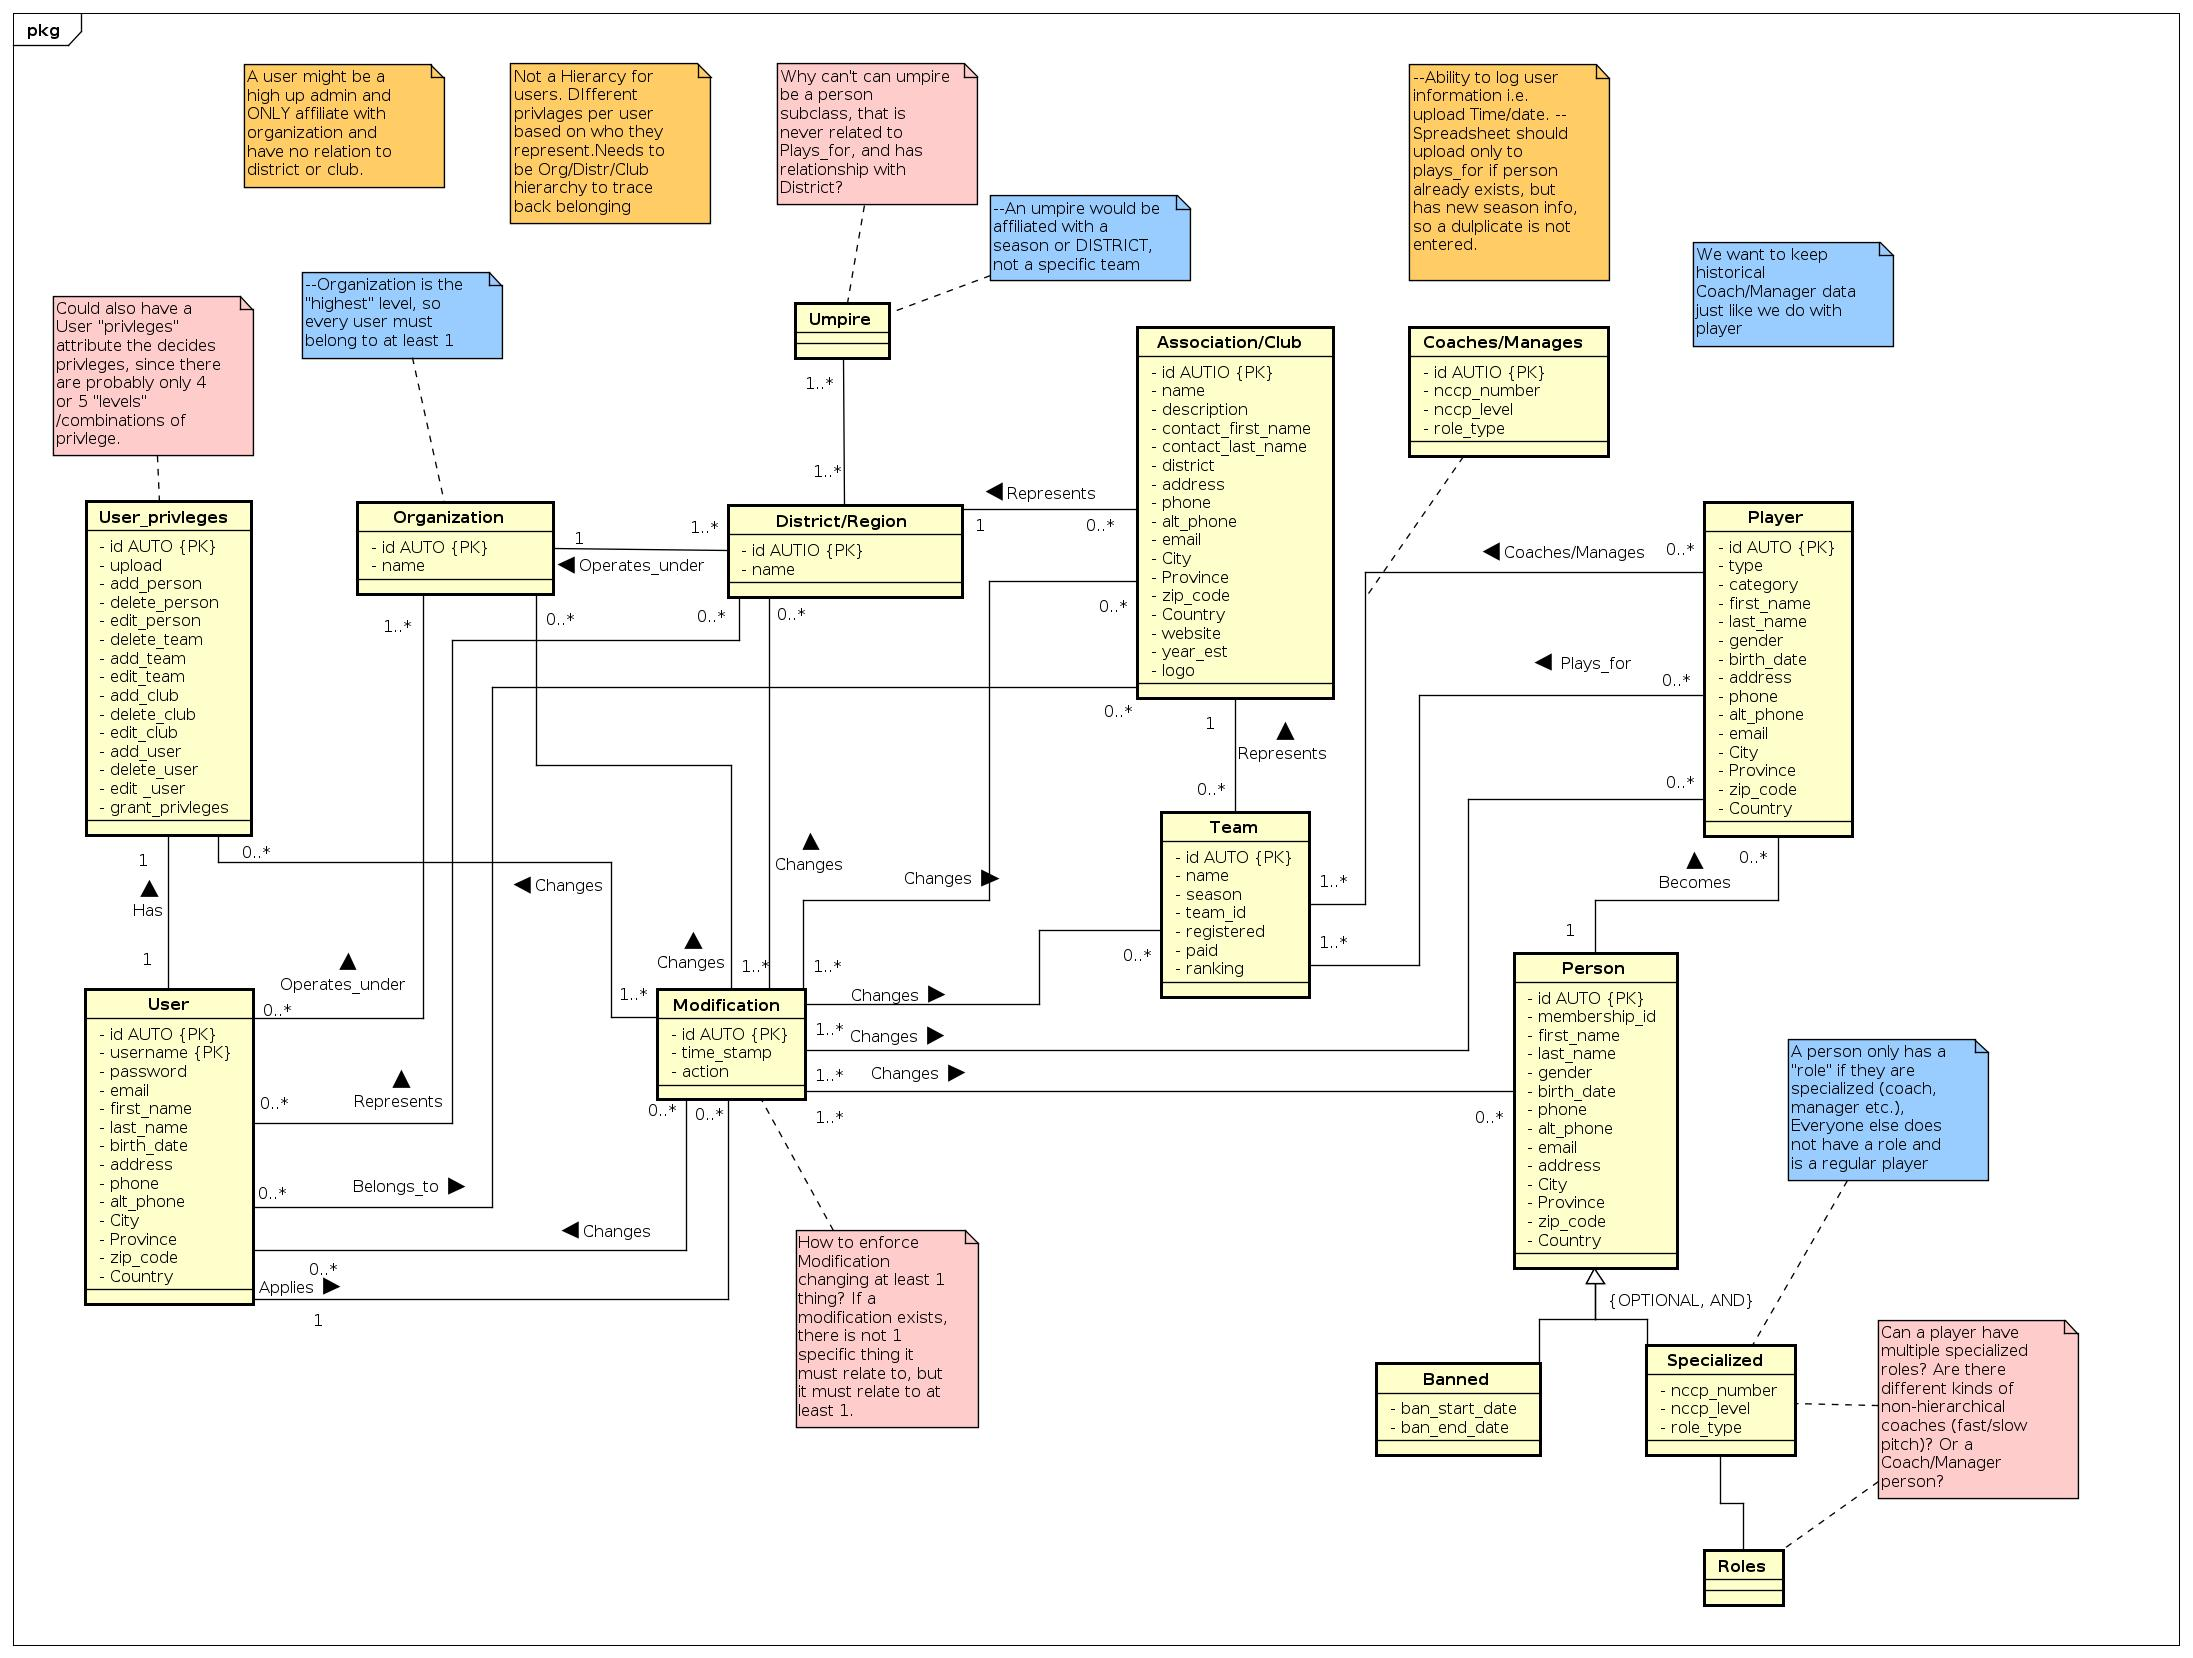 pkg
A user might be a
high up admin and
ONLY affiliate with
organization and
have no relation to
district or club.
Not a Hierarcy for
users. DIfferent
privlages per user
based on who they
represent.Needs to
be Org/Distr/Club
hierarchy to trace
back belonging
Why can't can umpire
be a person
subclass, that is
never related to
Plays_for, and has
relationship with
District?
--An umpire would be
affiliated with a
season or DISTRICT,
not a specific team
--Ability to log user
information i.e.
upload Time/date. --
Spreadsheet should
upload only to
plays_for if person
already exists, but
has new season info,
so a dulplicate is not
entered.
We want to keep
historical
Coach/Manager data
just like we do with
player
Could also have a
User "privleges"
attribute the decides
privleges, since there
are probably only 4
or 5 "levels"
/combinations of
privlege.
--Organization is the
"highest" level, so
every user must
belong to at least 1
Umpire
1..*
1..*
Association/Club
- id AUTIO {PK}
- name
- description
- contact_first_name
- contact_last_name
- district
- address
- phone
- alt_phone
- email
- City
- Province
- zip_code
- Country
- website
- year_est
- logo
Coaches/Manages
- id AUTIO {PK}
- nccp_number
- nccp_level
- role_type
User_privleges
- id AUTO {PK}
- upload
- add_person
- delete_person
- edit_person
- delete_team
- add_team
- edit_team
- add_club
- delete_club
- edit_club
- add_user
- delete_user
- edit _user
- grant_privleges
Organization
- id AUTO {PK}
- name
1
1..*
◀ Operates_under
District/Region
- id AUTIO {PK}
- name
◀ Represents
1
0..*
Player
- id AUTO {PK}
- type
- category
- first_name
- last_name
- gender
- birth_date
- address
- phone
- alt_phone
- email
- City
- Province
- zip_code
- Country
◀ Coaches/Manages
0..*
◀ Plays_for
0..*
0..*
0..*
1..*
0..*
0..*
0..*
0..*
0..*
1
▲
Represents
0..*
Team
- id AUTO {PK}
- name
- season
- team_id
- registered
- paid
- ranking
1..*
1..*
0..*
▲
Becomes
1
1
▲
Has
1
0..*
◀ Changes
▲
Changes
Changes ▶
▲
Changes
1..*
1..*
1..*
0..*
▲
Operates_under
0..*
User
- id AUTO {PK}
- username {PK}
- password
- email
- first_name
- last_name
- birth_date
- address
- phone
- alt_phone
- City
- Province
- zip_code
- Country
Modification
- id AUTO {PK}
- time_stamp
- action
Changes ▶
1..*
Changes ▶
1..*
Changes ▶
1..*
0..*
0..*
0..*
▲
Represents
0..*
0..*
Belongs_to ▶
◀ Changes
0..*
Applies ▶
1
Person
- id AUTO {PK}
- membership_id
- first_name
- last_name
- gender
- birth_date
- phone
- alt_phone
- email
- address
- City
- Province
- zip_code
- Country
A person only has a
"role" if they are
specialized (coach,
manager etc.),
Everyone else does
not have a role and
is a regular player
How to enforce
Modification
changing at least 1
thing? If a
modification exists,
there is not 1
specific thing it
must relate to, but
it must relate to at
least 1.
{OPTIONAL, AND}
Banned
- ban_start_date
- ban_end_date
Specialized
- nccp_number
- nccp_level
- role_type
Can a player have
multiple specialized
roles? Are there
different kinds of
non-hierarchical
coaches (fast/slow
pitch)? Or a
Coach/Manager
person?
Roles